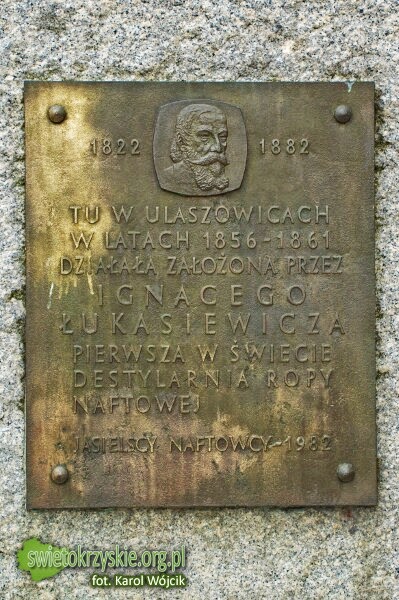 1822 1882
TU W ULASZOWICACH
W LATACH 1856-1861
DZIAŁAŁA ZAŁOŻONA PRZEZ
IGNACEGO
ŁUKASIEWICZA
PIERWSZA W ŚWIECIE
DESTYLARNIA ROPY
NAFTOWEJ
JASIELSCY NAFTOWCY-1982
swietokrzyskie.org.pl
fot. Karol Wójcik